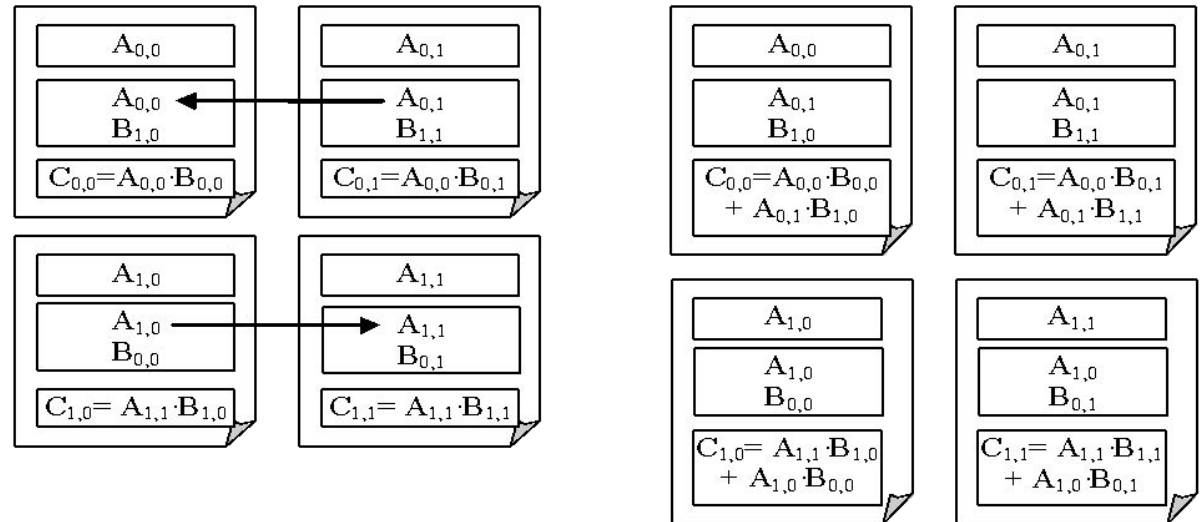 A0,0
A0,0
B1,0
C0,0=A0,0·B0,0
A0,1
A0,1
B1,1
C0,1=A0,0·B0,1
A1,0
A1,0
B0,0
C1,0= A1,1·B1,0
A1,1
A1,1
B0,1
C1,1= A1,1·B1,1
A0,0
A0,1
B1,0
C0,0=A0,0·B0,0
+ A0,1·B1,0
A0,1
A0,1
B1,1
C0,1=A0,0·B0,1
+ A0,1·B1,1
A1,0
A1,0
B0,0
C1,0= A1,1·B1,0
+ A1,0·B0,0
A1,1
A1,0
B0,1
C1,1= A1,1·B1,1
+ A1,0·B0,1